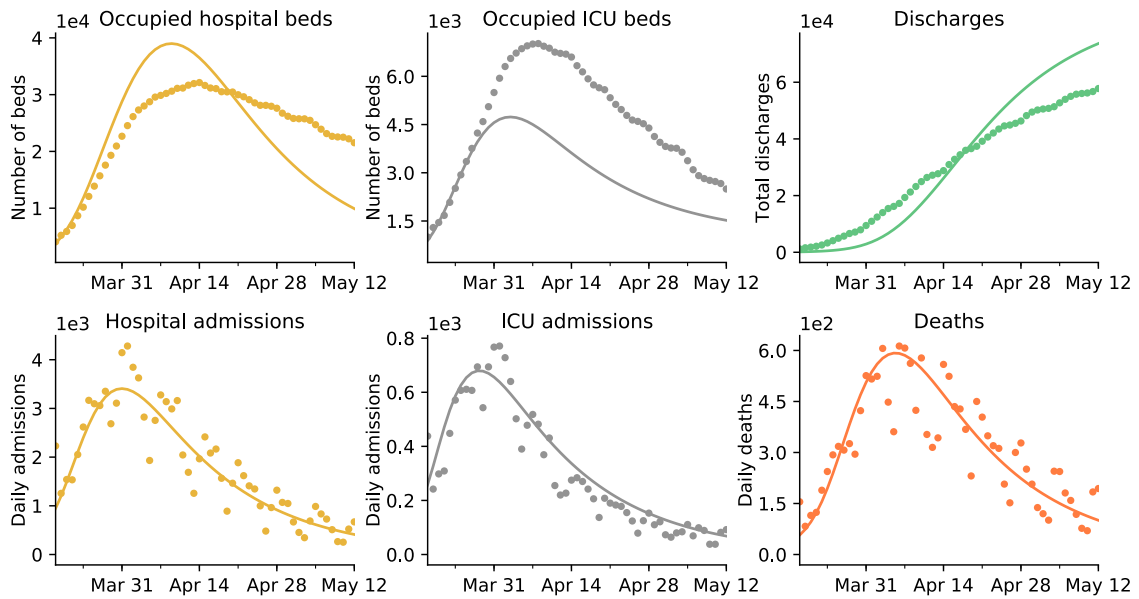 Occupied hospital beds
1e4
Number of beds
4
3
2
1
Mar 31 Apr 14 Apr 28 May 12
Occupied ICU beds
1e3
Number of beds
6.0
4.5
3.0
1.5
Mar 31 Apr 14 Apr 28 May 12
Discharges
1e4
Total discharges
6
4
2
0
Mar 31 Apr 14 Apr 28 May 12
Hospital admissions
1e3
Daily admissions
4
3
2
1
0
Mar 31 Apr 14 Apr 28 May 12
ICU admissions
1e3
Daily admissions
0.8
0.6
0.4
0.2
0.0
Mar 31 Apr 14 Apr 28 May 12
Deaths
1e2
Daily deaths
6.0
4.5
3.0
1.5
0.0
Mar 31 Apr 14 Apr 28 May 12